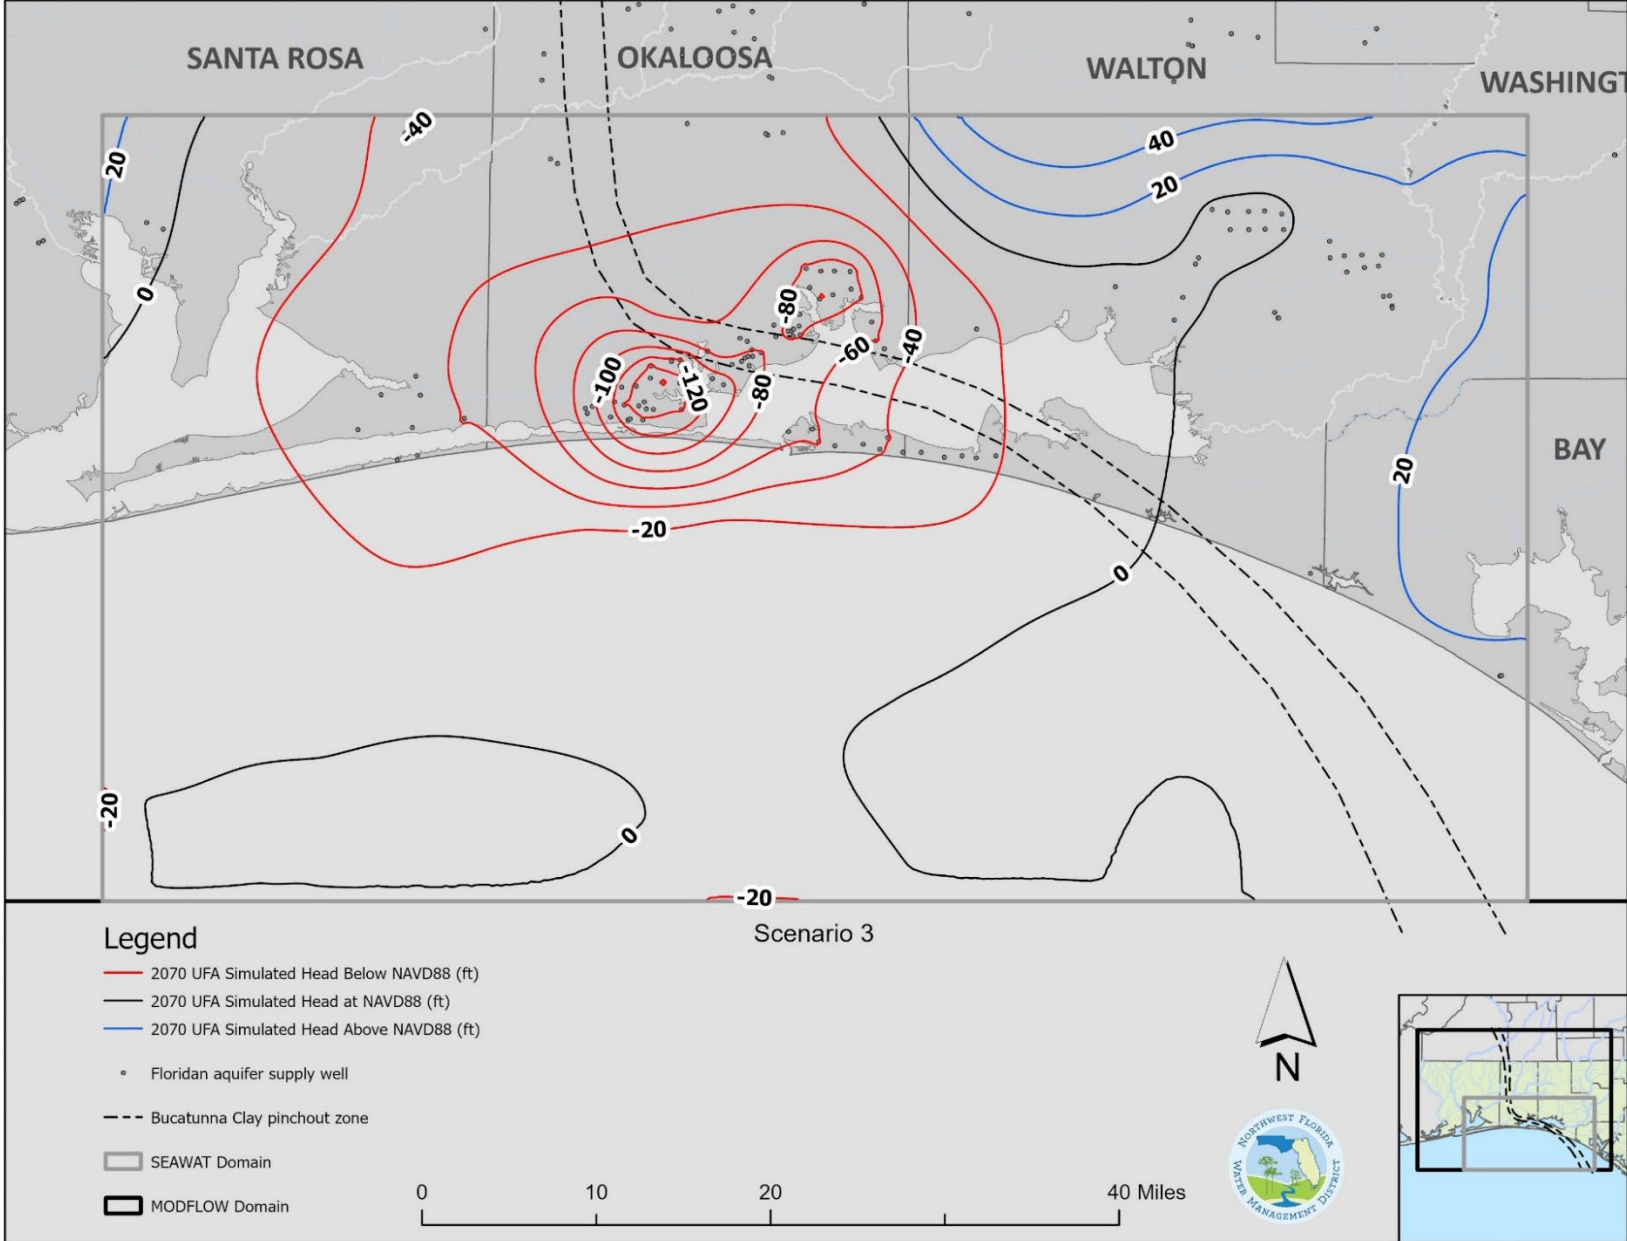 SANTA ROSA
OKALOOSA
WALTON
WASHINGT
-40
40
20
20
0
-80
-60
-40
-100
-120
-80
BAY
20
-20
0
-20
0
-20
Scenario 3
Legend
2070 UFA Simulated Head Below NAVD88 (ft)
2070 UFA Simulated Head at NAVD88 (ft)
2070 UFA Simulated Head Above NAVD88 (ft)
Floridan aquifer supply well
Bucatunna Clay pinchout zone
SEAWAT Domain
MODFLOW Domain
0 10 20 40 Miles
N
NORTHWEST FLORIDA
WATER MANAGEMENT DISTRICT